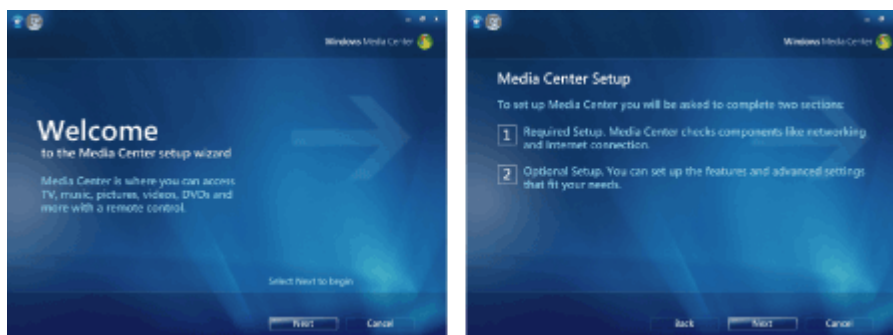 Windows Media Center
Welcome
to the Media Center setup wizard
Media Center is where you can access
TV, music, pictures, videos, DVDs and
more with a remote control.
Select Next to begin
Next
Cancel
Windows Media Center
Media Center Setup
To set up Media Center you will be asked to complete two sections:
1 Required Setup. Media Center checks components like networking
and Internet connection.
2 Optional Setup. You can set up the features and advanced settings
that fit your needs.
Back
Next
Cancel